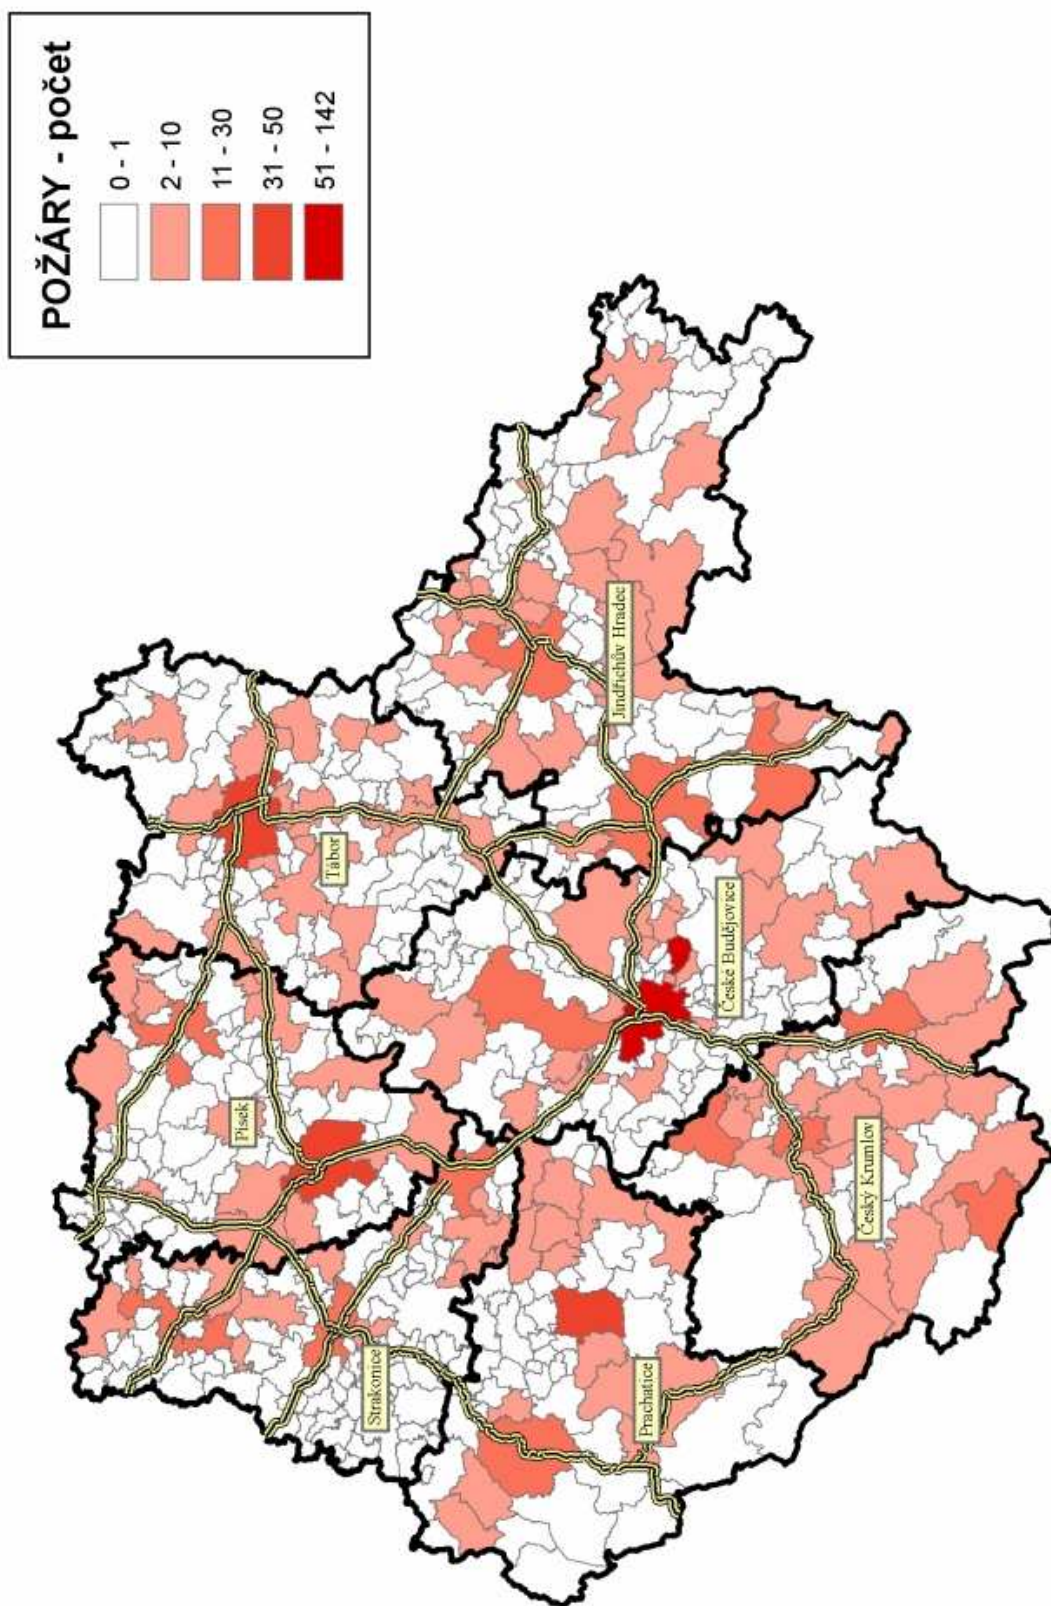 POŽÁRY - počet
0 - 1
2 - 10
11 - 30
31 - 50
51 - 142
Tábor
Písek
Strakonice
Jindřichův Hradec
České Budějovice
Prachatice
Český Krumlov